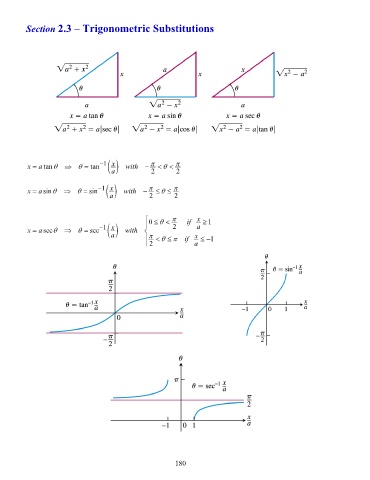 Section 2.3 – Trigonometric Substitutions
√(a² + x²) x θ a
a x θ √(a² − x²)
x √(x² − a²) θ a
x = a tan θ x = a sin θ x = a sec θ
√(a² + x²) = a|sec θ| √(a² − x²) = a|cos θ| √(x² − a²) = a|tan θ|
x = a tan θ ⇒ θ = tan⁻¹(x/a) with −π/2 < θ < π/2
x = a sin θ ⇒ θ = sin⁻¹(x/a) with −π/2 ≤ θ ≤ π/2
x = a sec θ ⇒ θ = sec⁻¹(x/a) with { 0 ≤ θ < π/2 if x/a ≥ 1
π/2 < θ ≤ π if x/a ≤ −1
θ
π/2
θ = tan⁻¹ x/a
x/a
0
−π/2
θ
π/2 θ = sin⁻¹ x/a
x/a
−1 0 1
−π/2
θ
π
θ = sec⁻¹ x/a
π/2
x/a
−1 0 1
180